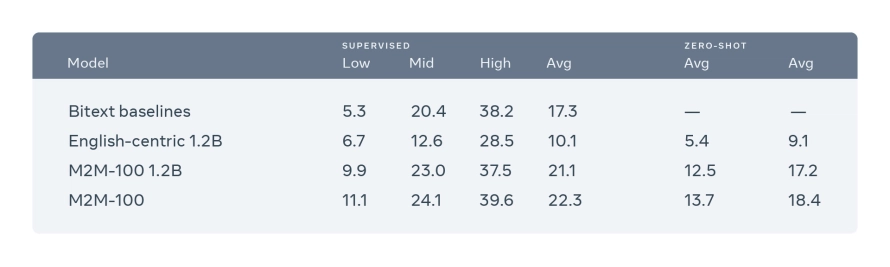 SUPERVISED ZERO-SHOT
Model Low Mid High Avg Avg Avg
Bitext baselines 5.3 20.4 38.2 17.3 — —
English-centric 1.2B 6.7 12.6 28.5 10.1 5.4 9.1
M2M-100 1.2B 9.9 23.0 37.5 21.1 12.5 17.2
M2M-100 11.1 24.1 39.6 22.3 13.7 18.4